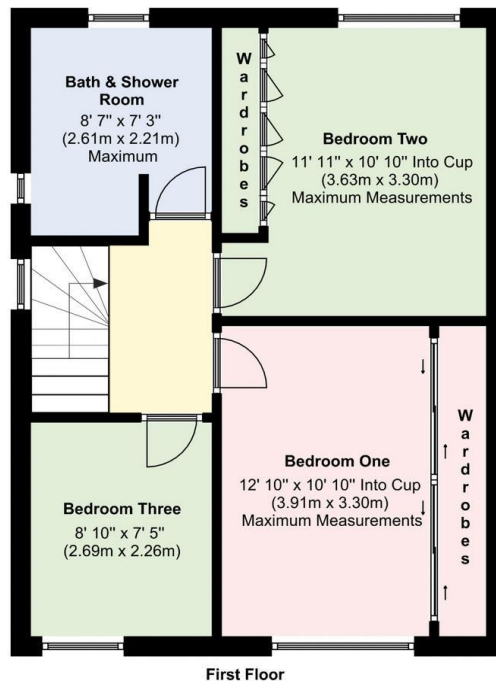 Bath & Shower
Room
8' 7" x 7' 3"
(2.61m x 2.21m)
Maximum
Wardrobes
Bedroom Two
11' 11" x 10' 10" Into Cup
(3.63m x 3.30m)
Maximum Measurements
Bedroom One
12' 10" x 10' 10" Into Cup
(3.91m x 3.30m)
Maximum Measurements
Wardrobes
Bedroom Three
8' 10" x 7' 5"
(2.69m x 2.26m)
First Floor